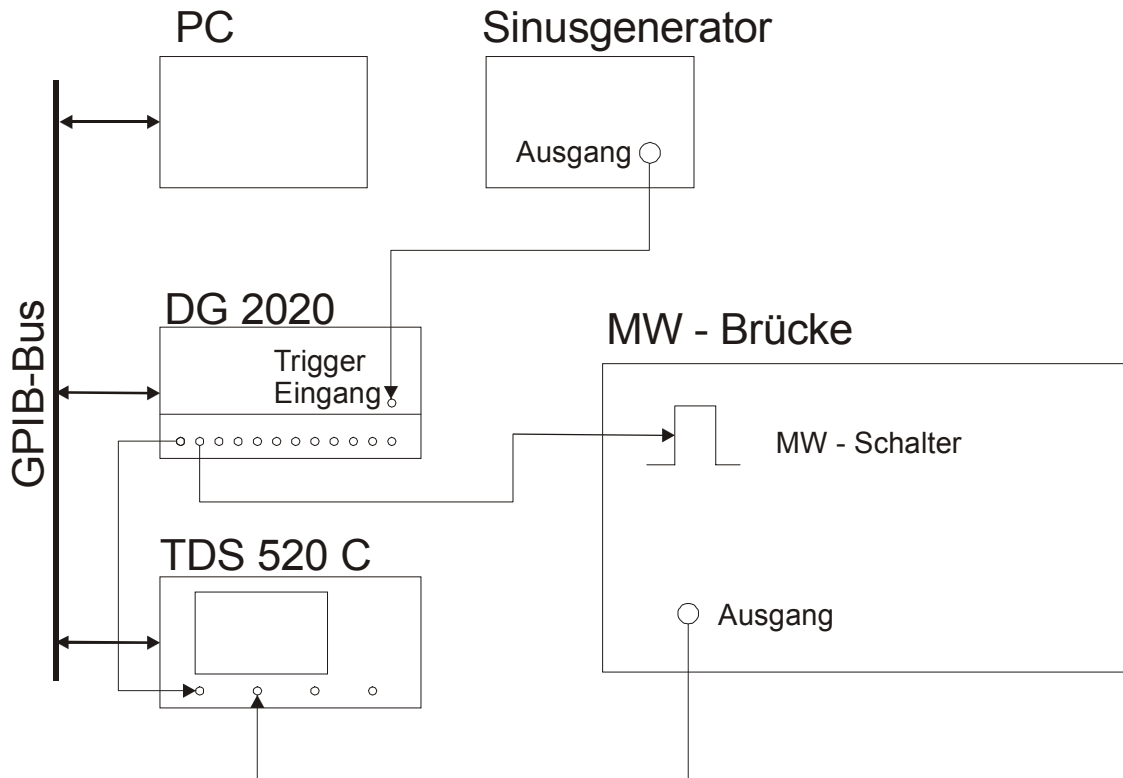 PC
Sinusgenerator
Ausgang
GPIB-Bus
DG 2020
Trigger
Eingang
MW - Brücke
MW - Schalter
TDS 520 C
Ausgang